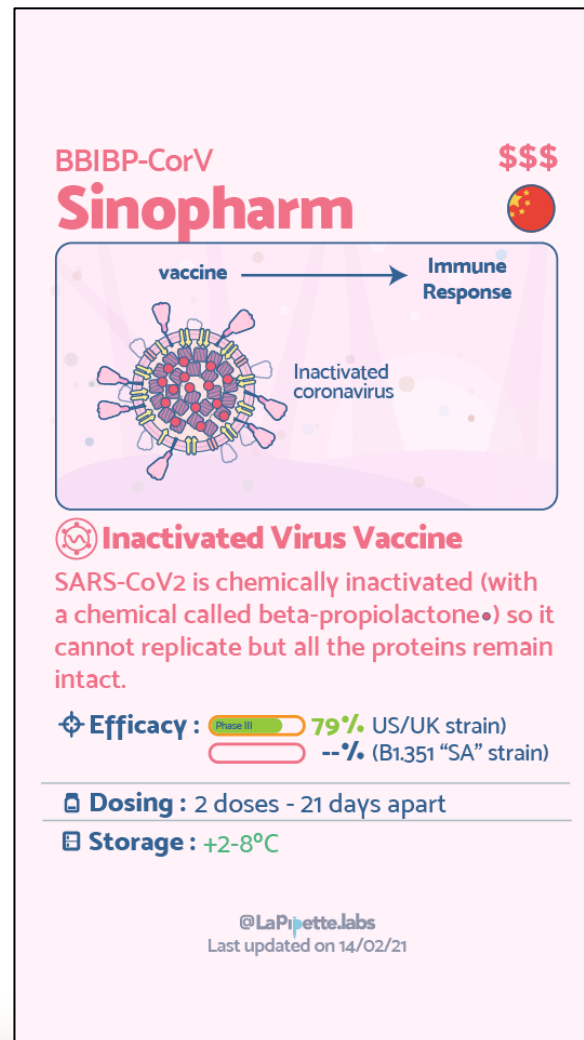 BBIBP-CorV
$$$
Sinopharm
vaccine
Immune
Response
Inactivated
coronavirus
Inactivated Virus Vaccine
SARS-CoV2 is chemically inactivated (with
a chemical called beta-propiolactone•) so it
cannot replicate but all the proteins remain
intact.
Efficacy : Phase III 79% US/UK strain)
--% (B1.351 “SA” strain)
Dosing : 2 doses - 21 days apart
Storage : +2-8ºC
@LaPipette.labs
Last updated on 14/02/21